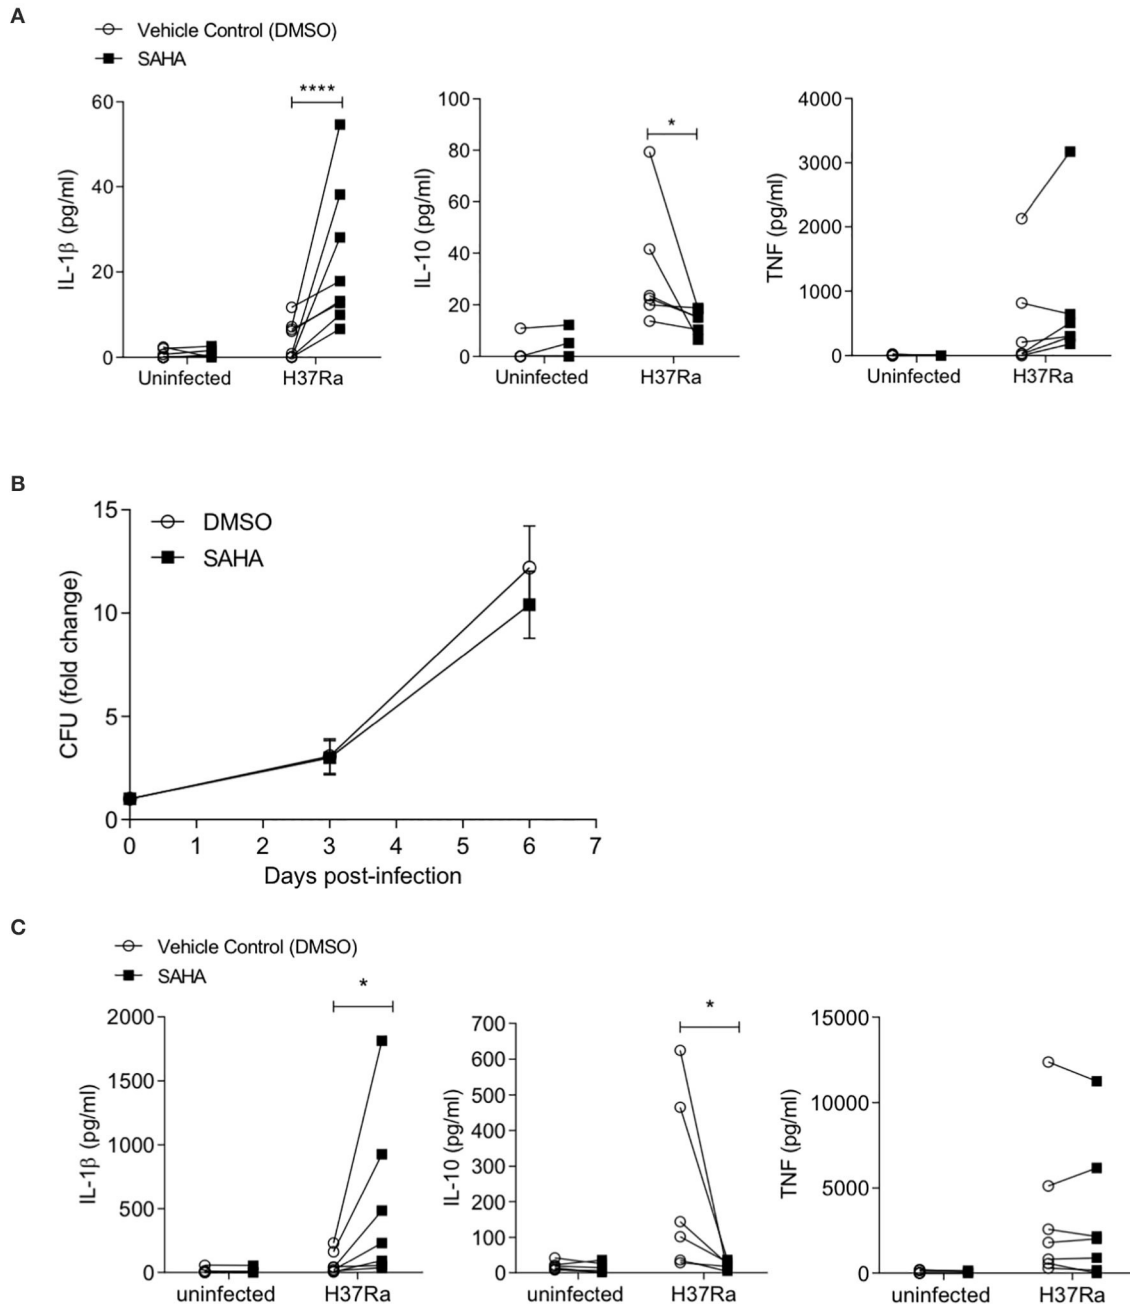 A
Vehicle Control (DMSO)
SAHA
****
60
40
20
0
IL-1β (pg/ml)
Uninfected
H37Ra
*
100
80
60
40
20
0
IL-10 (pg/ml)
Uninfected
H37Ra
4000
3000
2000
1000
0
TNF (pg/ml)
Uninfected
H37Ra
B
DMSO
SAHA
15
10
5
0
CFU (fold change)
0 1 2 3 4 5 6 7
Days post-infection
C
Vehicle Control (DMSO)
SAHA
*
2000
1500
1000
500
0
IL-1β (pg/ml)
uninfected
H37Ra
*
700
600
500
400
300
200
100
0
IL-10 (pg/ml)
uninfected
H37Ra
15000
10000
5000
0
TNF (pg/ml)
uninfected
H37Ra